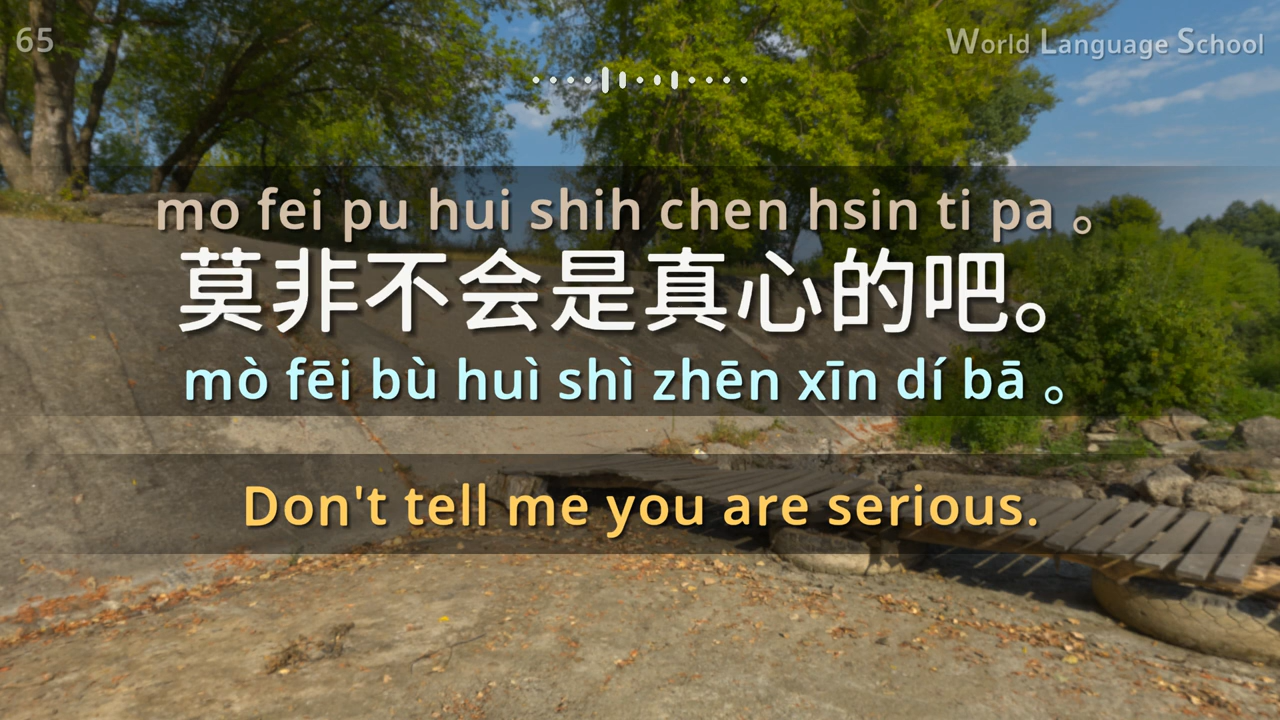 65
World Language School
mo fei pu hui shih chen hsin ti pa 。
莫非不会是真心的吧。
mò fēi bù huì shì zhēn xīn dí bā 。
Don't tell me you are serious.